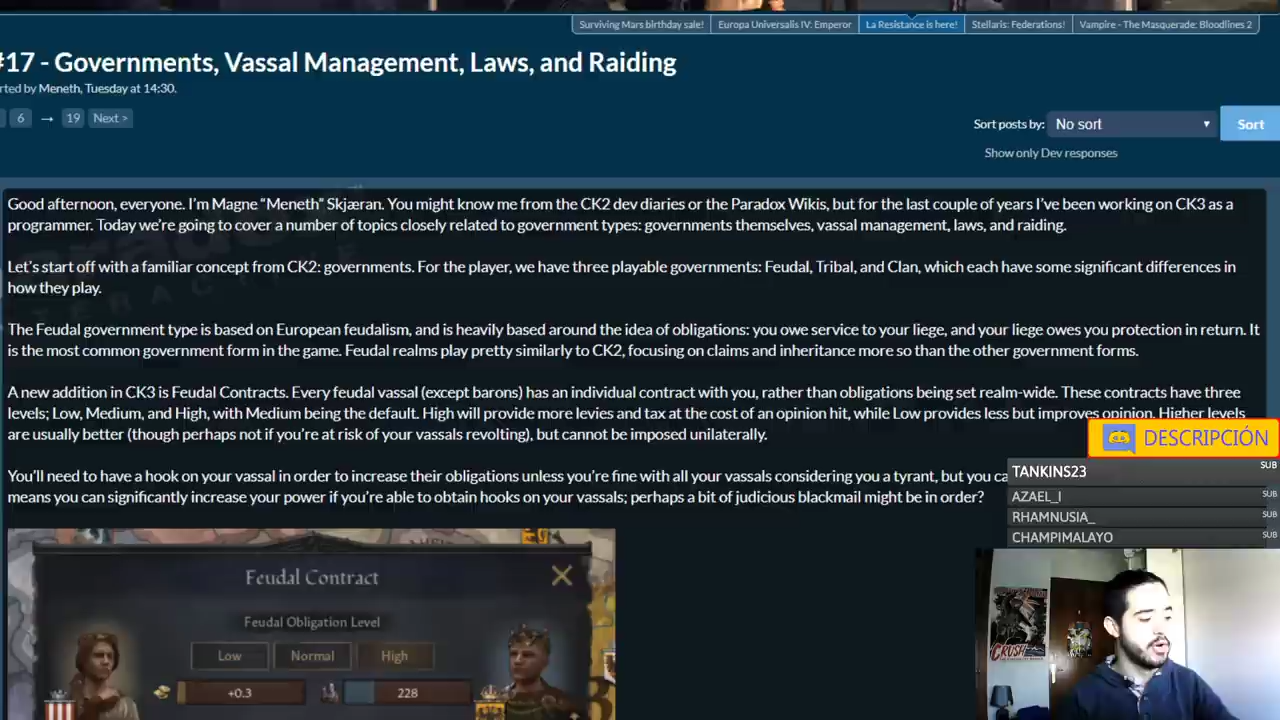 Surviving Mars birthday sale! Europa Universalis IV: Emperor La Resistance is here! Stellaris: Federations! Vampire - The Masquerade: Bloodlines 2
#17 - Governments, Vassal Management, Laws, and Raiding
rted by Meneth, Tuesday at 14:30.
6 → 19 Next >
Sort posts by: No sort Sort
Show only Dev responses
Good afternoon, everyone. I'm Magne "Meneth" Skjæran. You might know me from the CK2 dev diaries or the Paradox Wikis, but for the last couple of years I've been working on CK3 as a
programmer. Today we're going to cover a number of topics closely related to government types: governments themselves, vassal management, laws, and raiding.
Let's start off with a familiar concept from CK2: governments. For the player, we have three playable governments: Feudal, Tribal, and Clan, which each have some significant differences in
how they play.
The Feudal government type is based on European feudalism, and is heavily based around the idea of obligations: you owe service to your liege, and your liege owes you protection in return. It
is the most common government form in the game. Feudal realms play pretty similarly to CK2, focusing on claims and inheritance more so than the other government forms.
A new addition in CK3 is Feudal Contracts. Every feudal vassal (except barons) has an individual contract with you, rather than obligations being set realm-wide. These contracts have three
levels; Low, Medium, and High, with Medium being the default. High will provide more levies and tax at the cost of an opinion hit, while Low provides less but improves opinion. Higher levels
are usually better (though perhaps not if you're at risk of your vassals revolting), but cannot be imposed unilaterally.
You'll need to have a hook on your vassal in order to increase their obligations unless you're fine with all your vassals considering you a tyrant, but you ca
means you can significantly increase your power if you're able to obtain hooks on your vassals; perhaps a bit of judicious blackmail might be in order?
DESCRIPCIÓN
TANKINS23 SUB
AZAEL_I SUB
RHAMNUSIA_ SUB
CHAMPIMALAYO SUB
Feudal Contract
Feudal Obligation Level
Low Normal High
+0.3 228
CRUSH